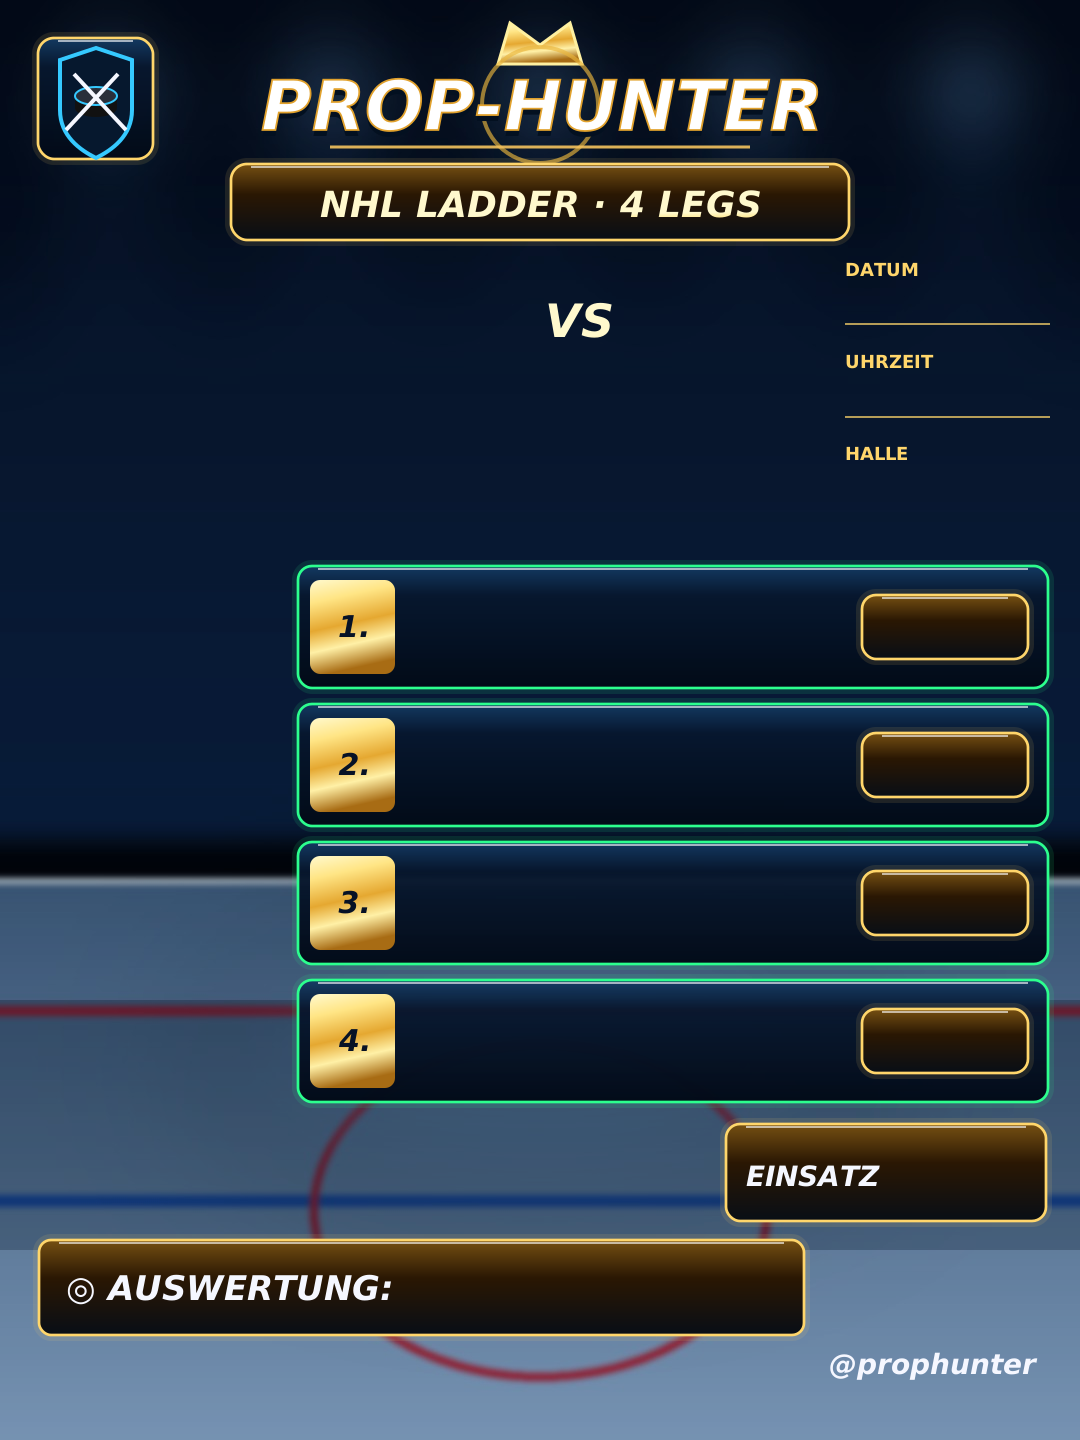 PROP-HUNTER
NHL LADDER · 4 LEGS
VS
DATUM
UHRZEIT
HALLE
1.
2.
3.
4.
EINSATZ
◎ AUSWERTUNG:
@prophunter